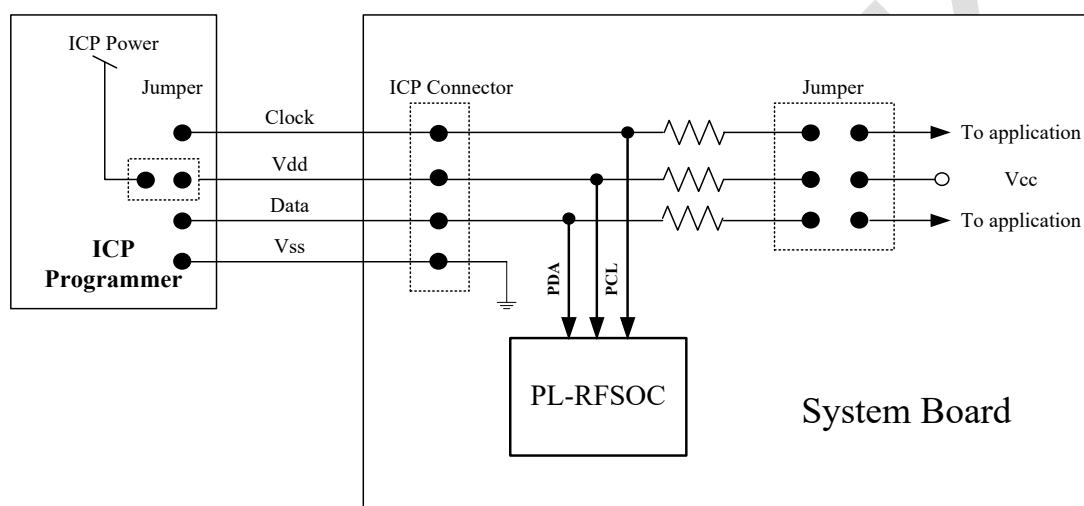 ICP Power
Jumper
ICP Connector
Jumper
Clock
To application
Vdd
Vcc
Data
To application
Vss
ICP
Programmer
PDA
PCL
PL-RFSOC
System Board